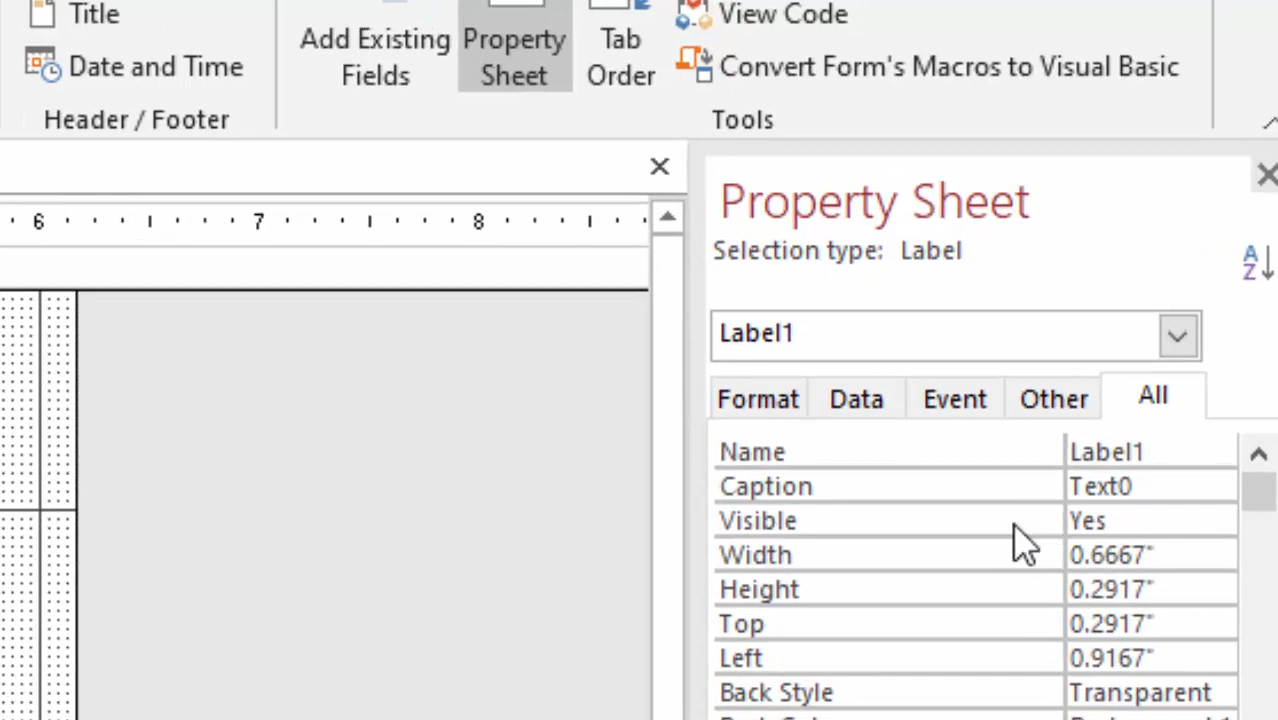 Title
Date and Time
Header / Footer
Add Existing Fields
Property Sheet
Tab Order
View Code
Convert Form's Macros to Visual Basic
Tools
6 7 8
Property Sheet
Selection type: Label
A
Z
Label1
Format Data Event Other All
Name Label1
Caption Text0
Visible Yes
Width 0.6667"
Height 0.2917"
Top 0.2917"
Left 0.9167"
Back Style Transparent